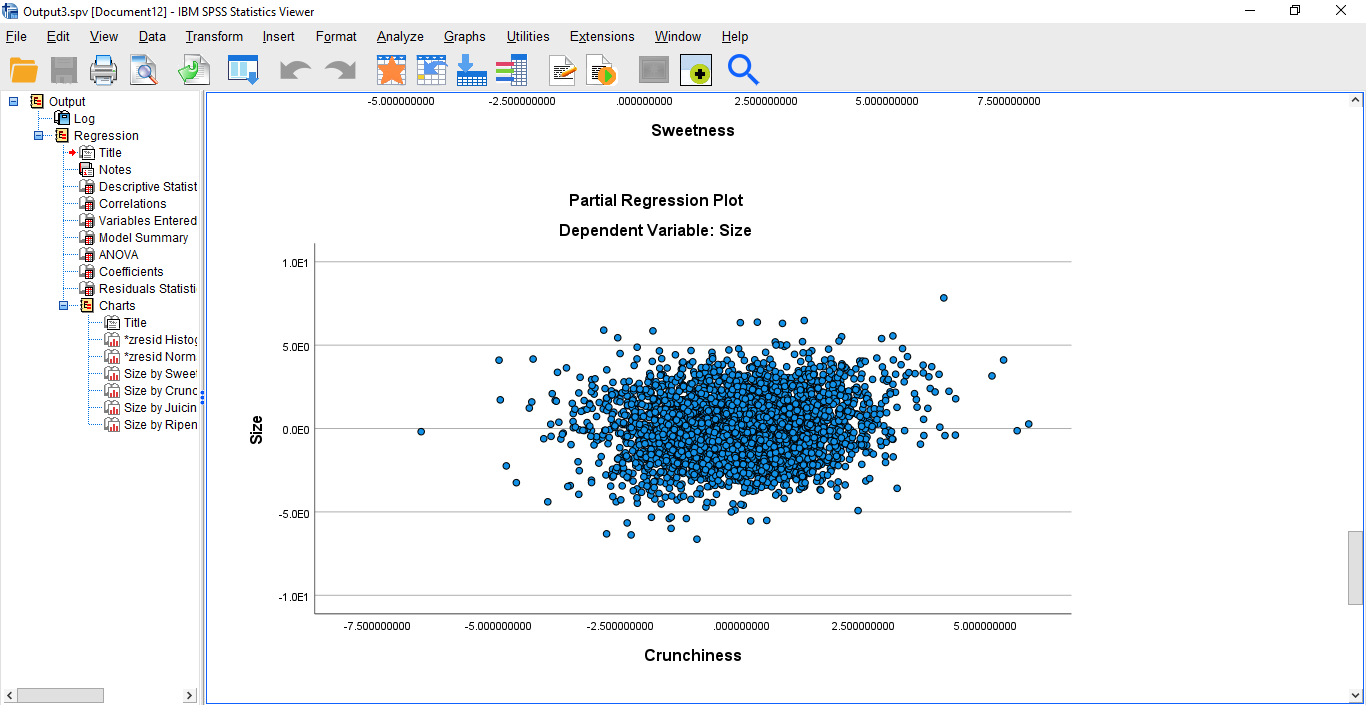 Output3.spv [Document12] - IBM SPSS Statistics Viewer
File Edit View Data Transform Insert Format Analyze Graphs Utilities Extensions Window Help
Output
Log
Regression
Title
Notes
Descriptive Statist
Correlations
Variables Entered
Model Summary
ANOVA
Coefficients
Residuals Statisti
Charts
Title
*zresid Histog
*zresid Norm
Size by Sweet
Size by Crunc
Size by Juicin
Size by Ripen
-5.000000000 -2.500000000 .000000000 2.500000000 5.000000000 7.500000000
Sweetness
Partial Regression Plot
Dependent Variable: Size
1.0E1
5.0E0
0.0E0
-5.0E0
-1.0E1
Size
-7.500000000 -5.000000000 -2.500000000 .000000000 2.500000000 5.000000000
Crunchiness